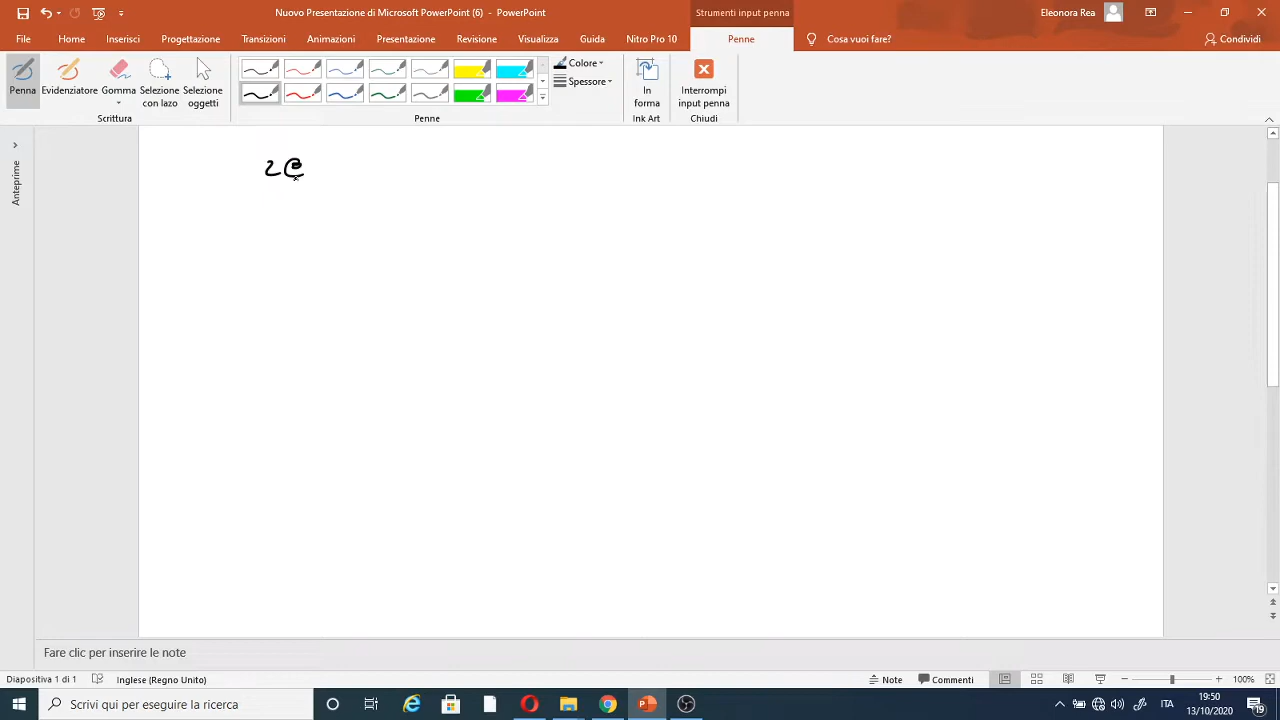 Nuovo Presentazione di Microsoft PowerPoint (6) - PowerPoint
Strumenti input penna
Eleonora Rea
File Home Inserisci Progettazione Transizioni Animazioni Presentazione Revisione Visualizza Guida Nitro Pro 10 Penne Cosa vuoi fare? Condividi
Penna Evidenziatore Gomma Selezione con lazo Selezione oggetti
Scrittura
Colore
Spessore
Penne
In forma
Ink Art
Interrompi input penna
Chiudi
Anteprime
2
Fare clic per inserire le note
Diapositiva 1 di 1 Inglese (Regno Unito) Note Commenti 100%
Scrivi qui per eseguire la ricerca
ITA
19:50
13/10/2020
19